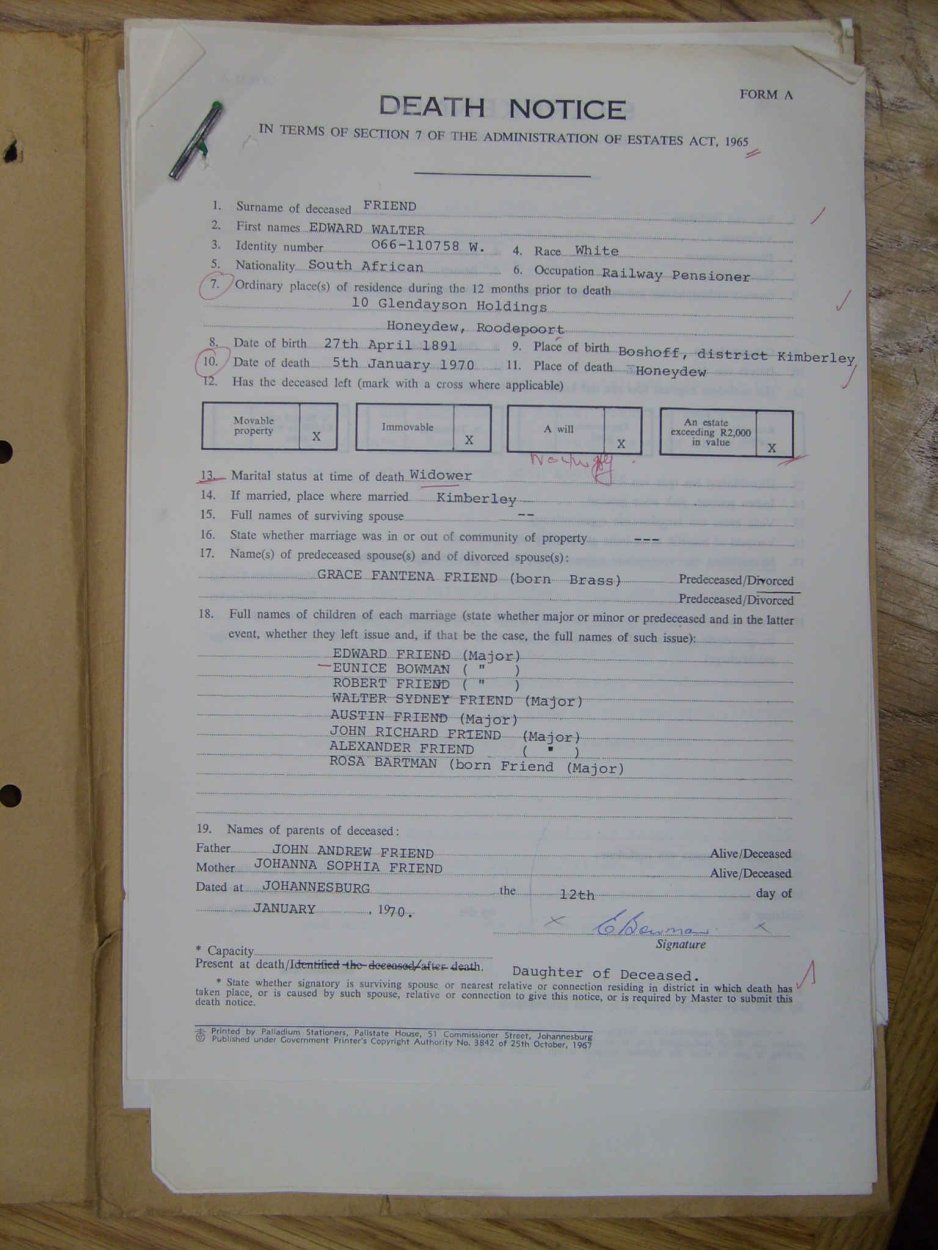 FORM A
DEATH NOTICE
IN TERMS OF SECTION 7 OF THE ADMINISTRATION OF ESTATES ACT, 1965
1. Surname of deceased FRIEND
2. First names EDWARD WALTER
3. Identity number 066-110758 W. 4. Race White
5. Nationality South African 6. Occupation Railway Pensioner
7. Ordinary place(s) of residence during the 12 months prior to death
10 Glendayson Holdings
Honeydew, Roodepoort
8. Date of birth 27th April 1891 9. Place of birth Boshoff, district Kimberley
10. Date of death 5th January 1970 11. Place of death Honeydew
12. Has the deceased left (mark with a cross where applicable)
Movable property X Immovable X A will X An estate exceeding R2,000 in value X
13. Marital status at time of death Widower
14. If married, place where married Kimberley
15. Full names of surviving spouse --
16. State whether marriage was in or out of community of property ---
17. Name(s) of predeceased spouse(s) and of divorced spouse(s):
GRACE FANTENA FRIEND (born Brass) Predeceased/Divorced
Predeceased/Divorced
18. Full names of children of each marriage (state whether major or minor or predeceased and in the latter
event, whether they left issue and, if that be the case, the full names of such issue):
EDWARD FRIEND (Major)
EUNICE BOWMAN ( " )
ROBERT FRIEND ( " )
WALTER SYDNEY FRIEND (Major)
AUSTIN FRIEND (Major)
JOHN RICHARD FRIEND (Major)
ALEXANDER FRIEND ( " )
ROSA BARTMAN (born Friend (Major)
19. Names of parents of deceased:
Father JOHN ANDREW FRIEND Alive/Deceased
Mother JOHANNA SOPHIA FRIEND Alive/Deceased
Dated at JOHANNESBURG the 12th day of
JANUARY, 1970.
x E Bowman x
Signature
* Capacity
Present at death/Identified the deceased/after death. Daughter of Deceased.
* State whether signatory is surviving spouse or nearest relative or connection residing in district in which death has
taken place, or is caused by such spouse, relative or connection to give this notice, or is required by Master to submit this
death notice.
Printed by Palladium Stationers, Pallstate House, 51 Commissioner Street, Johannesburg
Published under Government Printer's Copyright Authority No. 3842 of 25th October, 1967